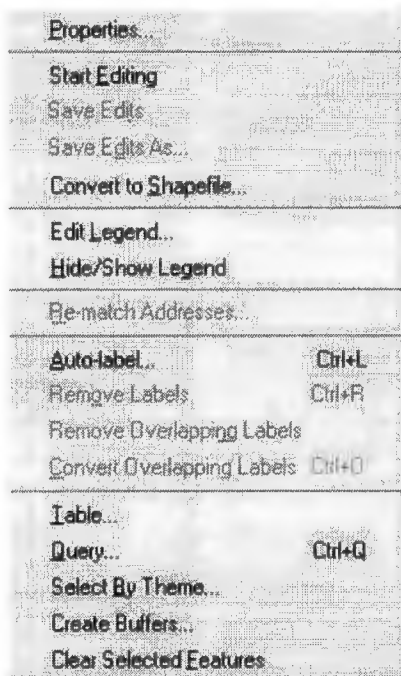 Properties...
Start Editing
Save Edits
Save Edits As...
Convert to Shapefile...
Edit Legend...
Hide/Show Legend
Re-match Addresses...
Auto-label... Ctrl+L
Remove Labels Ctrl+R
Remove Overlapping Labels
Convert Overlapping Labels Ctrl+O
Table...
Query... Ctrl+Q
Select By Theme...
Create Buffers...
Clear Selected Features